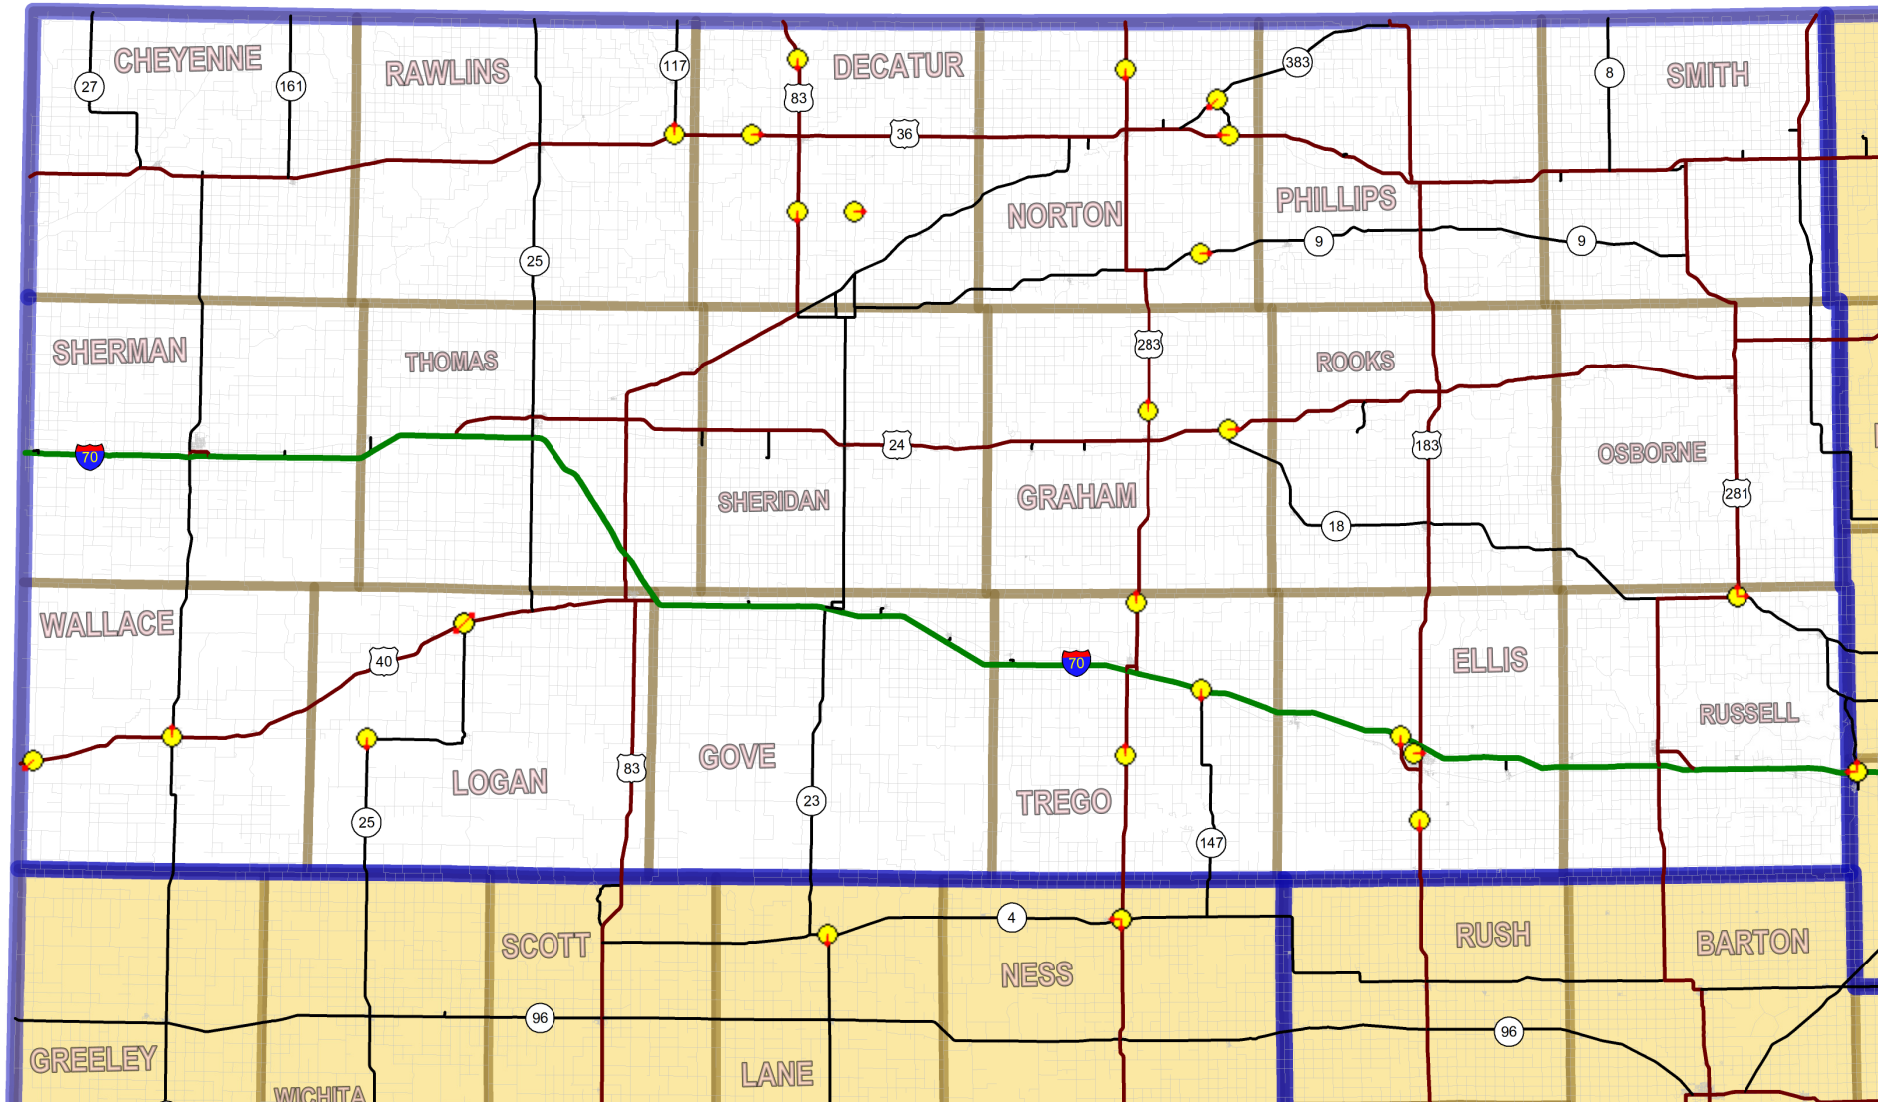 CHEYENNE
RAWLINS
DECATUR
SMITH
27
161
117
83
383
8
36
NORTON
PHILLIPS
25
9
9
SHERMAN
THOMAS
283
ROOKS
70
24
183
OSBORNE
SHERIDAN
GRAHAM
281
18
WALLACE
40
70
ELLIS
RUSSELL
GOVE
83
LOGAN
23
TREGO
25
147
4
SCOTT
RUSH
BARTON
NESS
96
96
GREELEY
LANE
WICHITA